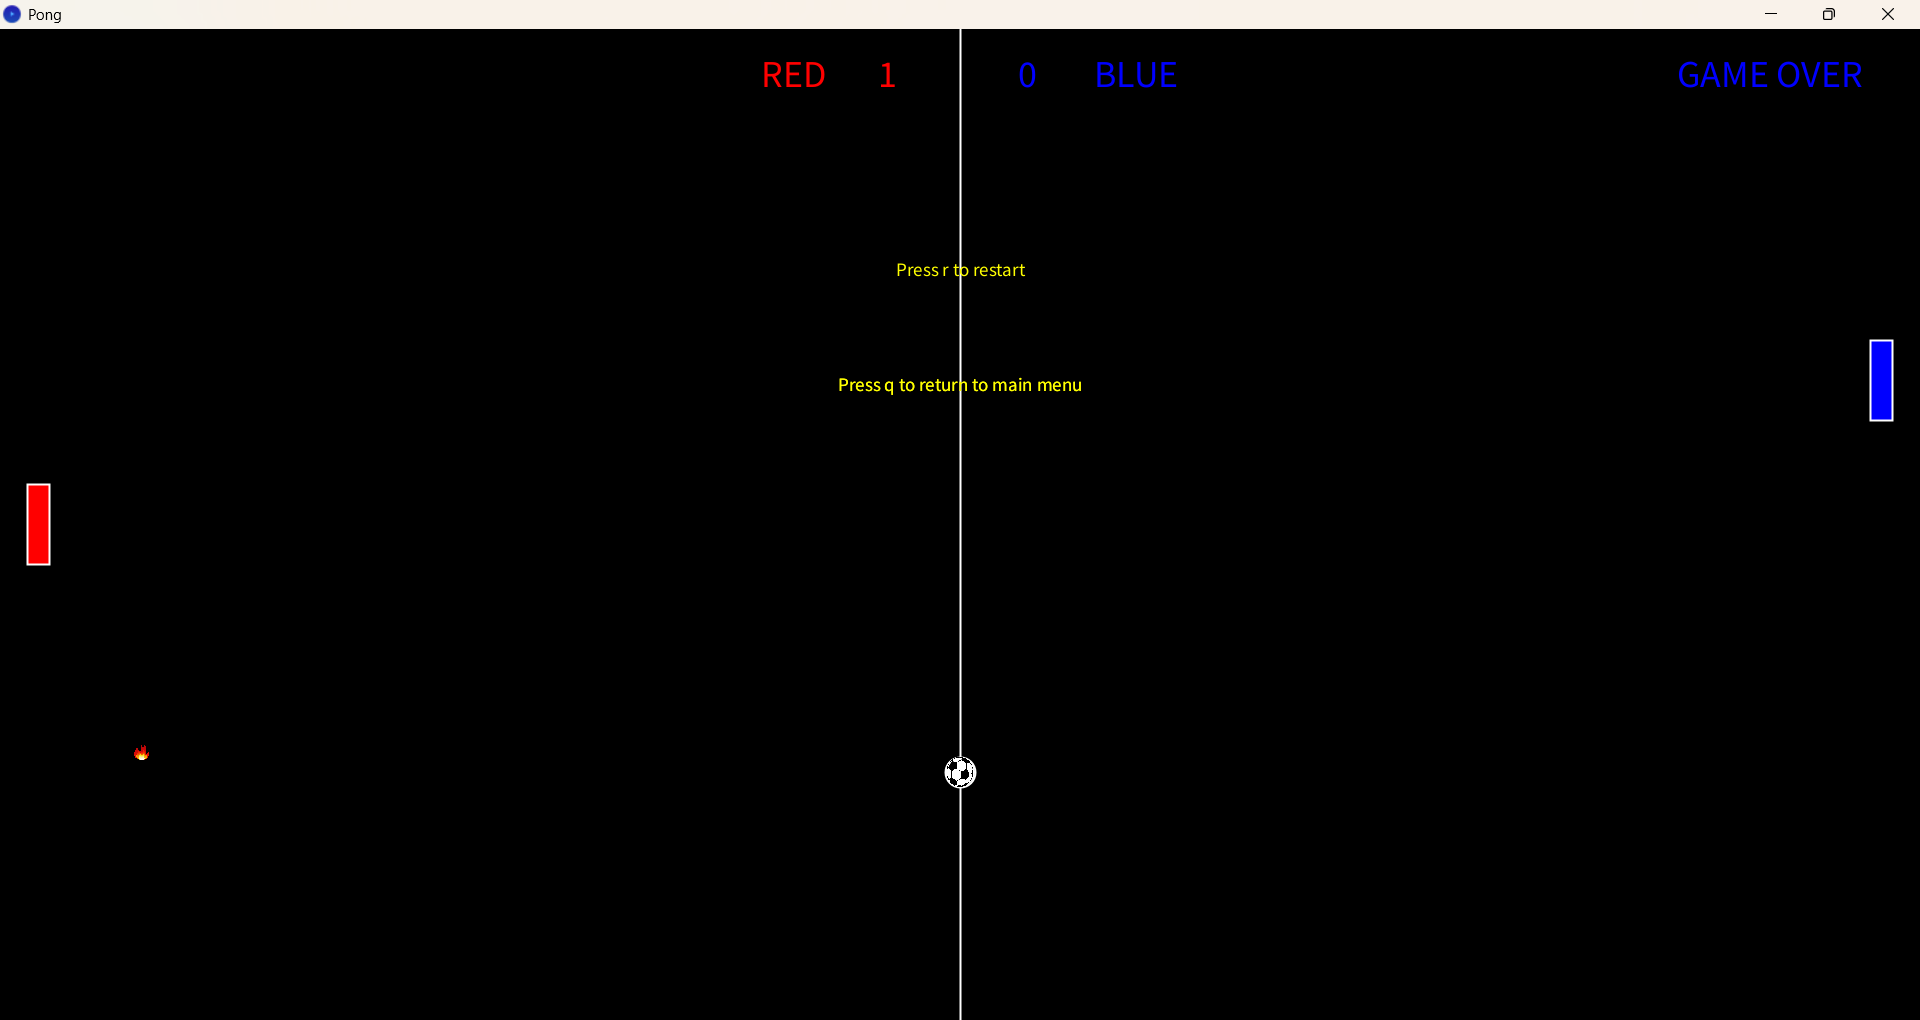 Pong
RED 1 0 BLUE GAME OVER
Press r to restart
Press q to return to main menu